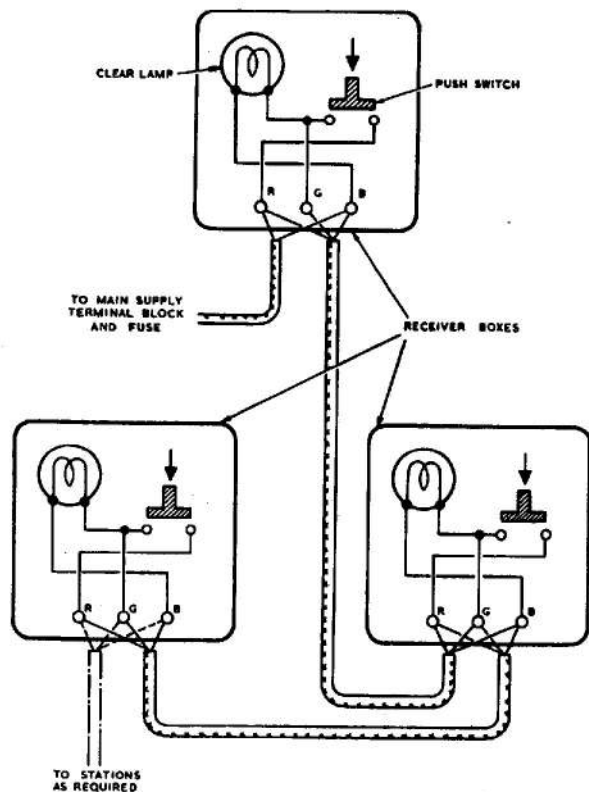 CLEAR LAMP
PUSH SWITCH
R G B
TO MAIN SUPPLY
TERMINAL BLOCK
AND FUSE
RECEIVER BOXES
R G B
R G B
TO STATIONS
AS REQUIRED